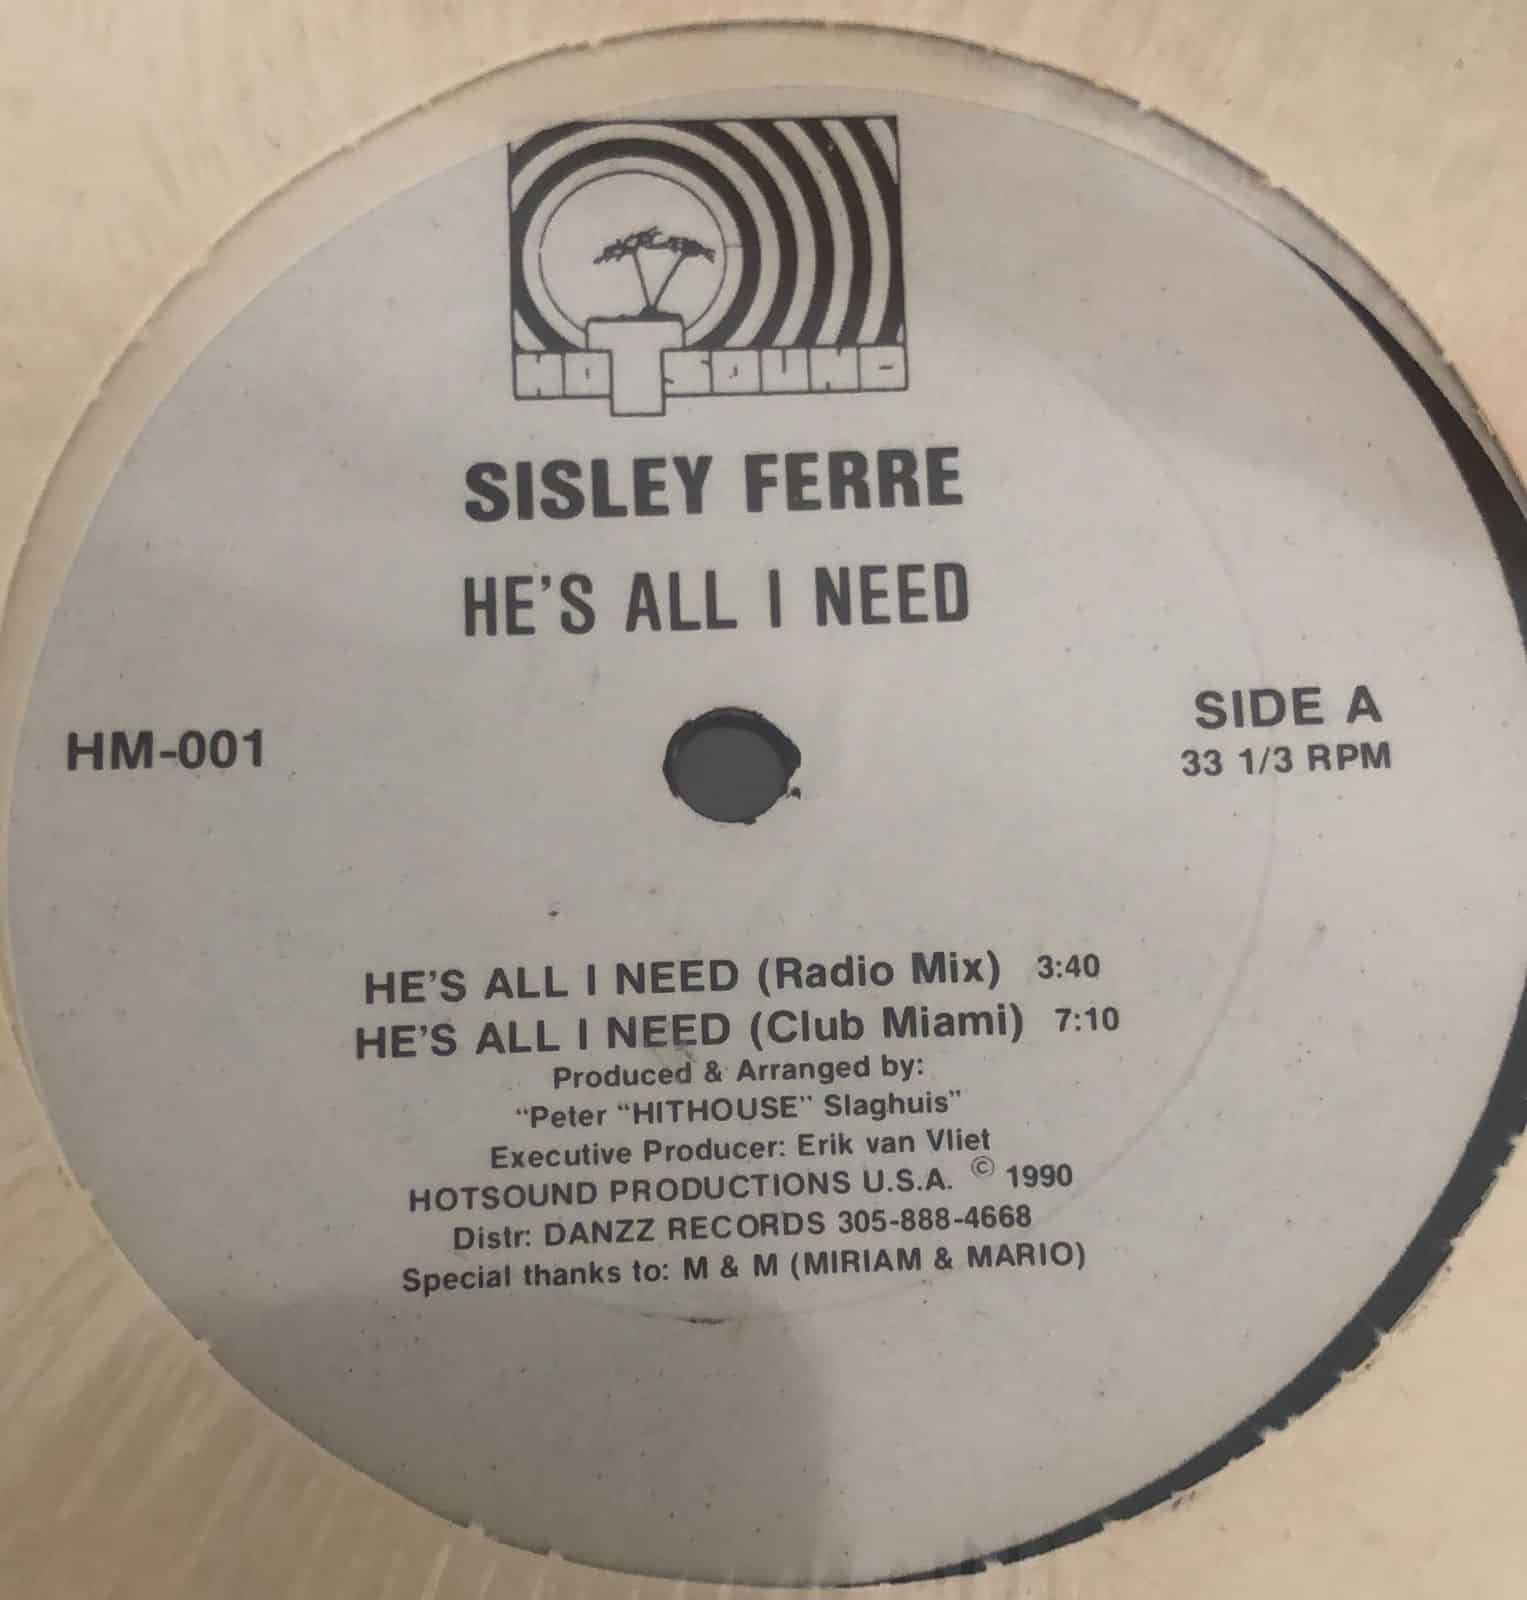 HOT SOUND
SISLEY FERRE
HE'S ALL I NEED
HM-001
SIDE A
33 1/3 RPM
HE'S ALL I NEED (Radio Mix) 3:40
HE'S ALL I NEED (Club Miami) 7:10
Produced & Arranged by:
"Peter "HITHOUSE" Slaghuis"
Executive Producer: Erik van Vliet
HOTSOUND PRODUCTIONS U.S.A. © 1990
Distr: DANZZ RECORDS 305-888-4668
Special thanks to: M & M (MIRIAM & MARIO)